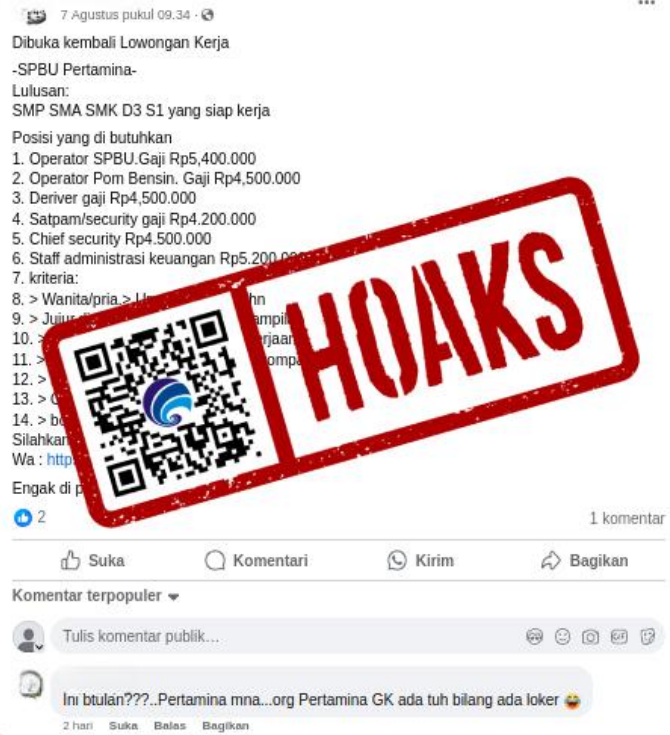 7 Agustus pukul 09.34 ·
Dibuka kembali Lowongan Kerja
-SPBU Pertamina-
Lulusan:
SMP SMA SMK D3 S1 yang siap kerja
Posisi yang di butuhkan
1. Operator SPBU.Gaji Rp5,400.000
2. Operator Pom Bensin. Gaji Rp4,500.000
3. Deriver gaji Rp4,500.000
4. Satpam/security gaji Rp4.200.000
5. Chief security Rp4.500.000
6. Staff administrasi keuangan Rp5.200.000
7. kriteria:
8. > Wanita/pria.>
9. >
10.
11. >
12. >
13. >
14. >
Silahkan
Wa :
Engak di
HOAKS
2
1 komentar
Suka Komentari Kirim Bagikan
Komentar terpopuler
Tulis komentar publik...
GIF
Ini btulan???..Pertamina mna...org Pertamina GK ada tuh bilang ada loker
2 hari Suka Balas Bagikan